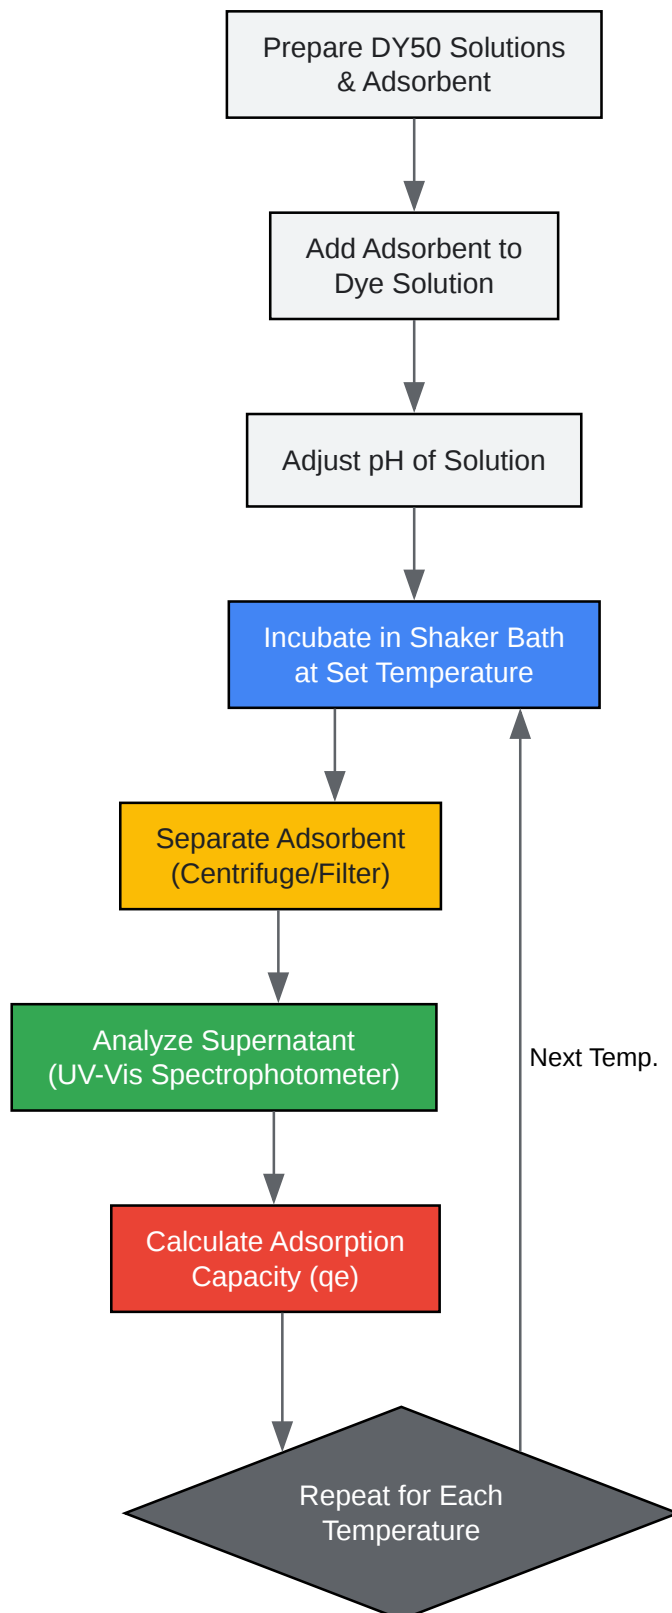 Prepare DY50 Solutions
& Adsorbent
Add Adsorbent to
Dye Solution
Adjust pH of Solution
Incubate in Shaker Bath
at Set Temperature
Separate Adsorbent
(Centrifuge/Filter)
Analyze Supernatant
(UV-Vis Spectrophotometer)
Next Temp.
Calculate Adsorption
Capacity (qe)
Repeat for Each
Temperature